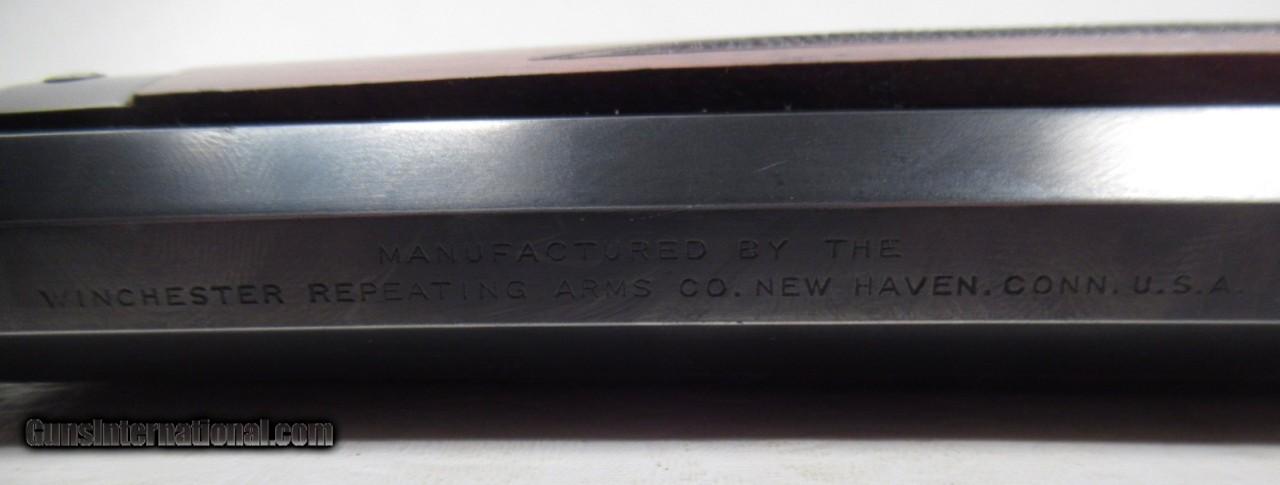 MANUFACTURED BY THE
WINCHESTER REPEATING ARMS CO. NEW HAVEN. CONN. U.S.A.
GunsInternational.com